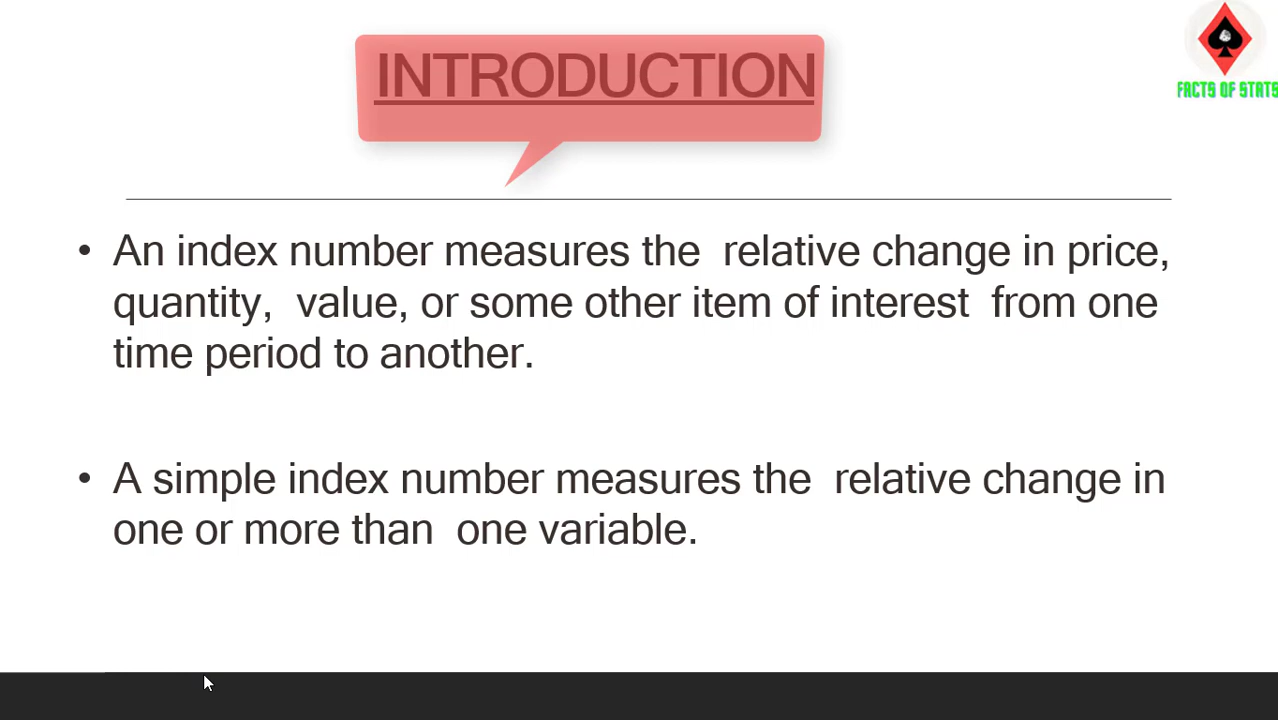 INTRODUCTION
FACTS OF STATS
• An index number measures the relative change in price,
quantity, value, or some other item of interest from one
time period to another.
• A simple index number measures the relative change in
one or more than one variable.